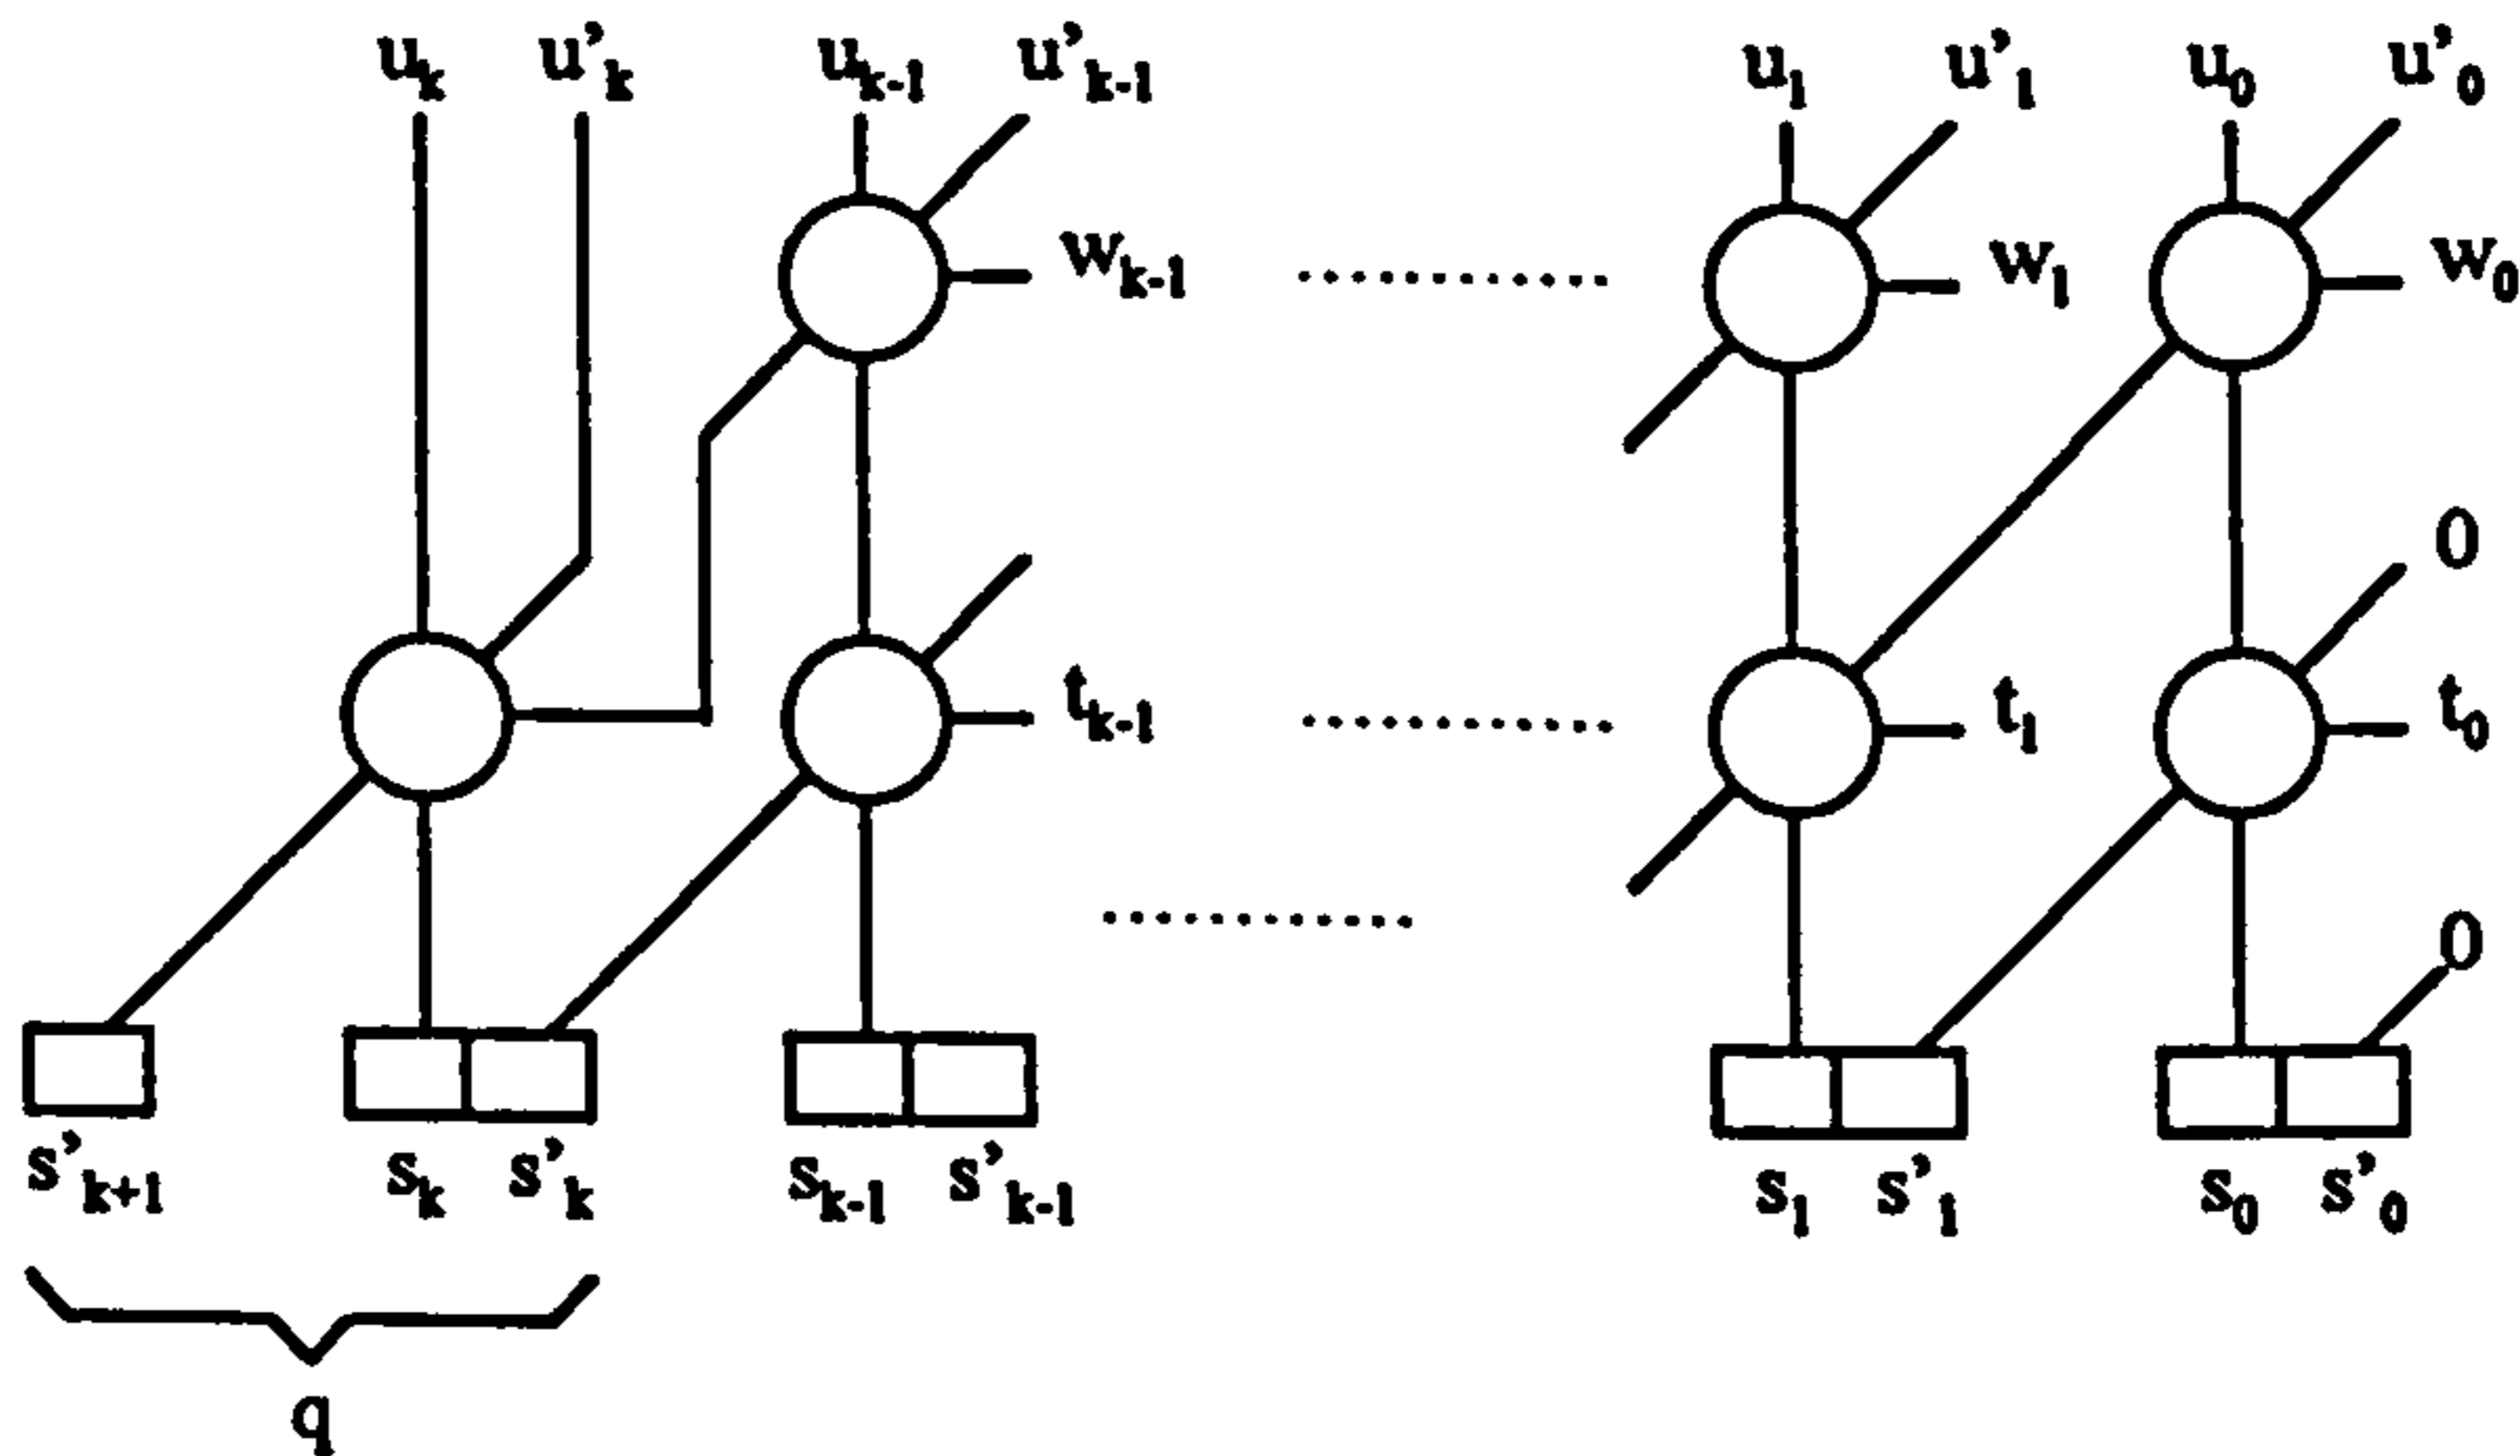 u_k u'_k u_{k-1} u'_{k-1} u_1 u'_1 u_0 u'_0
w_{k-1} w_1 w_0
0
t_{k-1} t_1 t_0
0
s'_{k+1} s_k s'_k s_{k-1} s'_{k-1} s_1 s'_1 s_0 s'_0
q